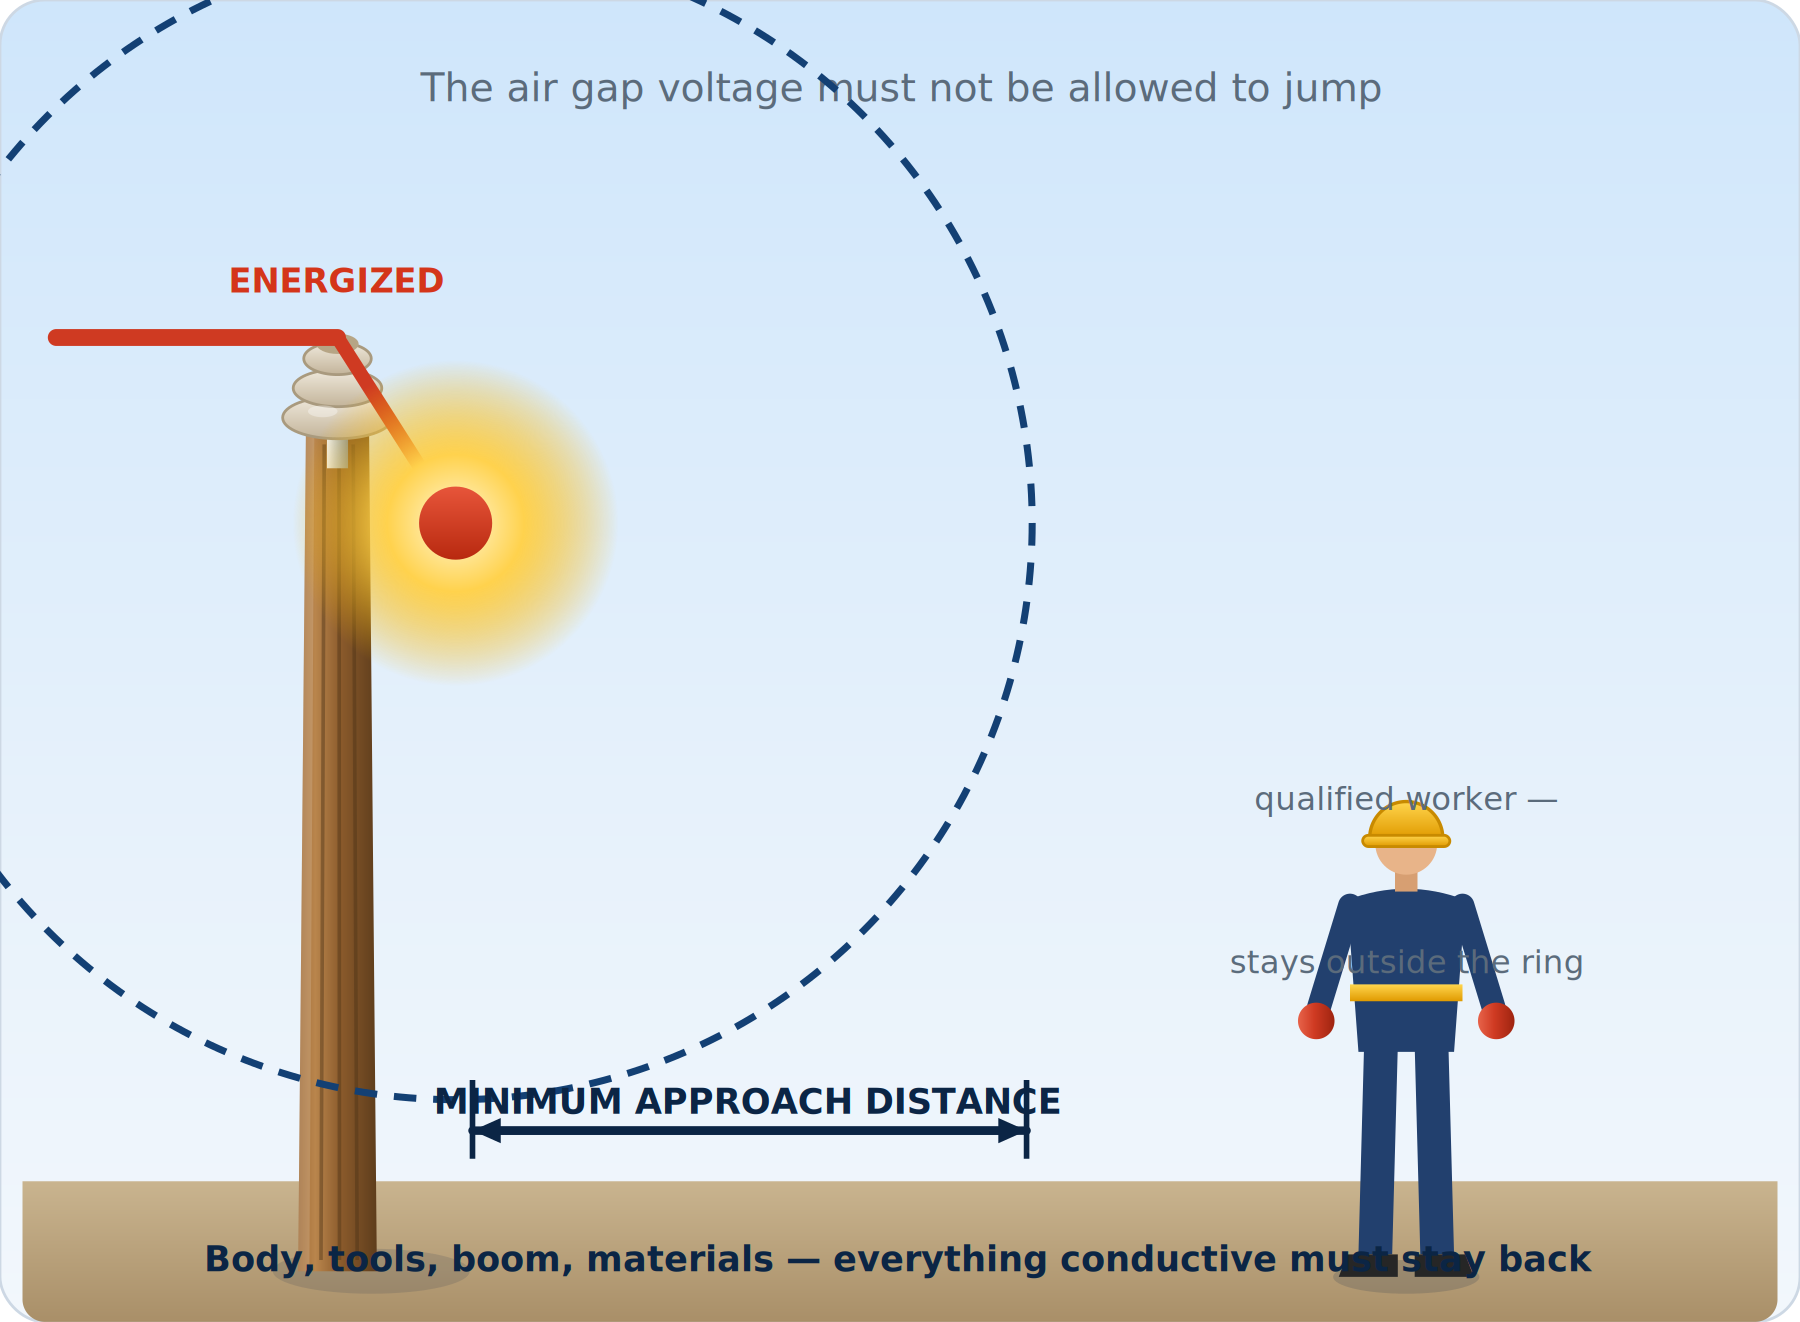 The air gap voltage must not be allowed to jump
ENERGIZED
qualified worker —
stays outside the ring
MINIMUM APPROACH DISTANCE
Body, tools, boom, materials — everything conductive must stay back